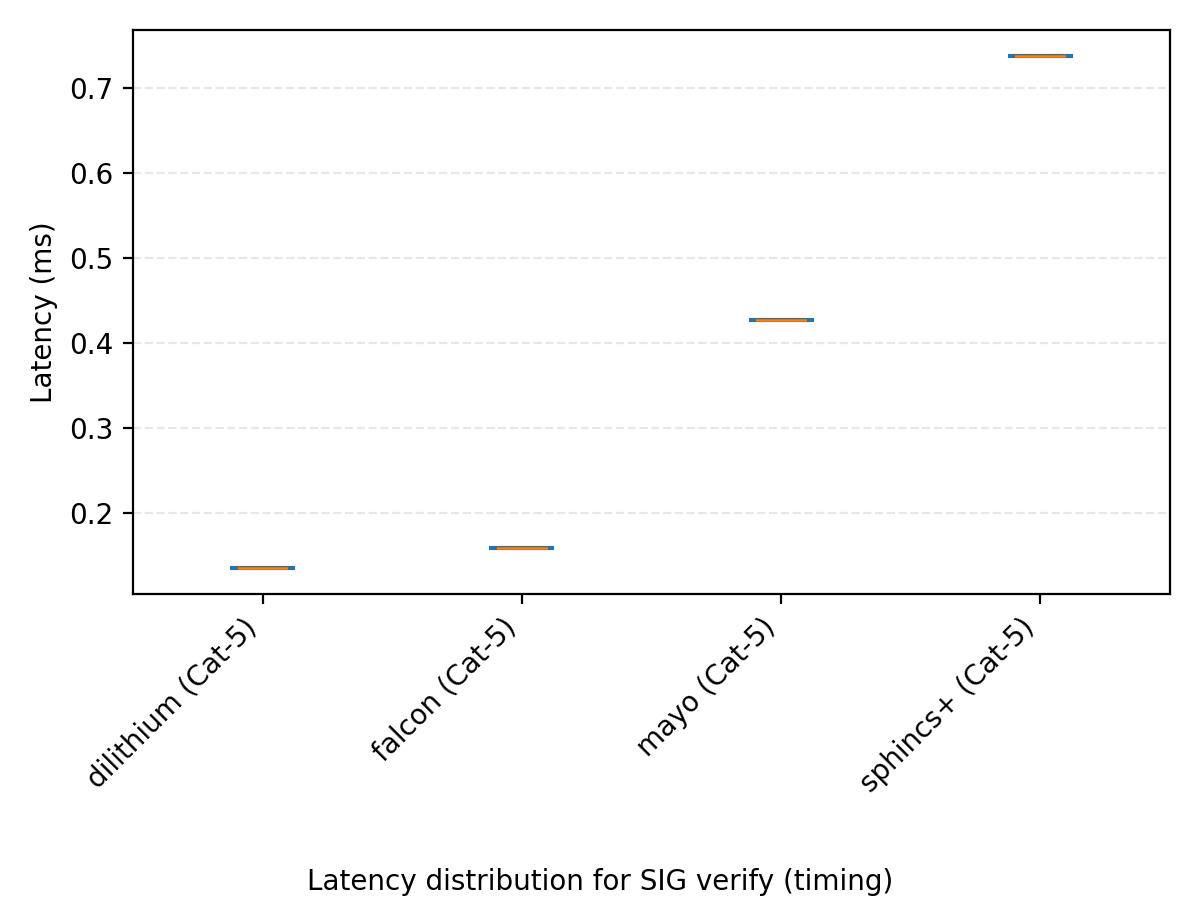 0.7
0.6
0.5
0.4
0.3
0.2
Latency (ms)
dilithium (Cat-5)
falcon (Cat-5)
mayo (Cat-5)
sphincs+ (Cat-5)
Latency distribution for SIG verify (timing)